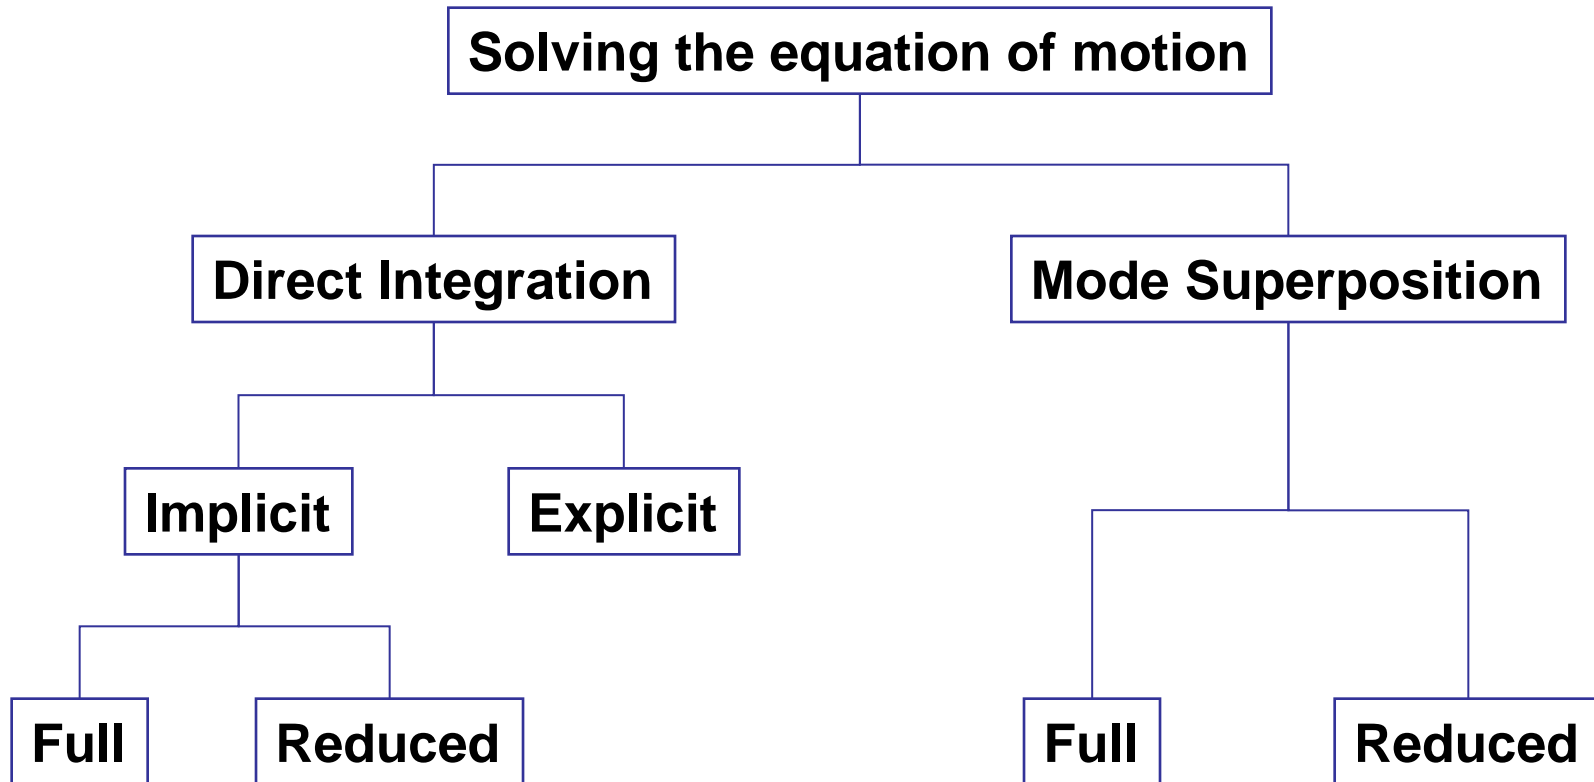 Solving the equation of motion
Direct Integration
Mode Superposition
Implicit
Explicit
Full
Reduced
Full
Reduced